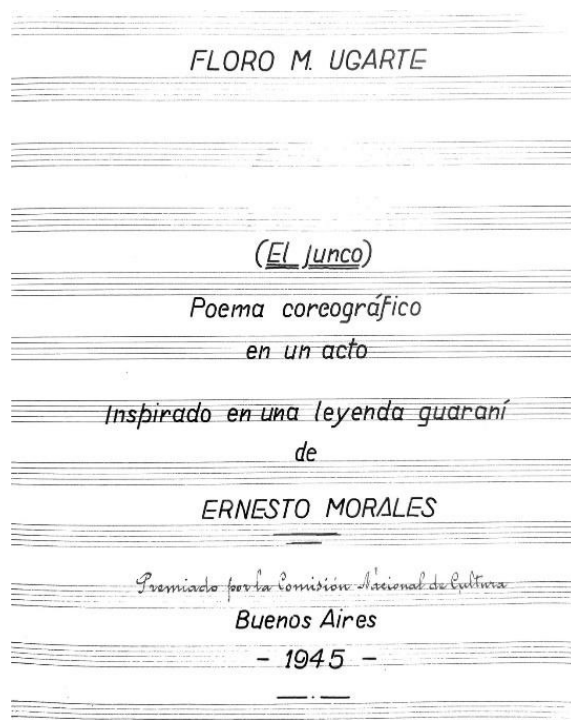 FLORO M. UGARTE
(El Junco)
Poema coreográfico
en un acto
Inspirado en una leyenda guaraní
de
ERNESTO MORALES
Premiado por la Comisión Nacional de Cultura
Buenos Aires
- 1945 -